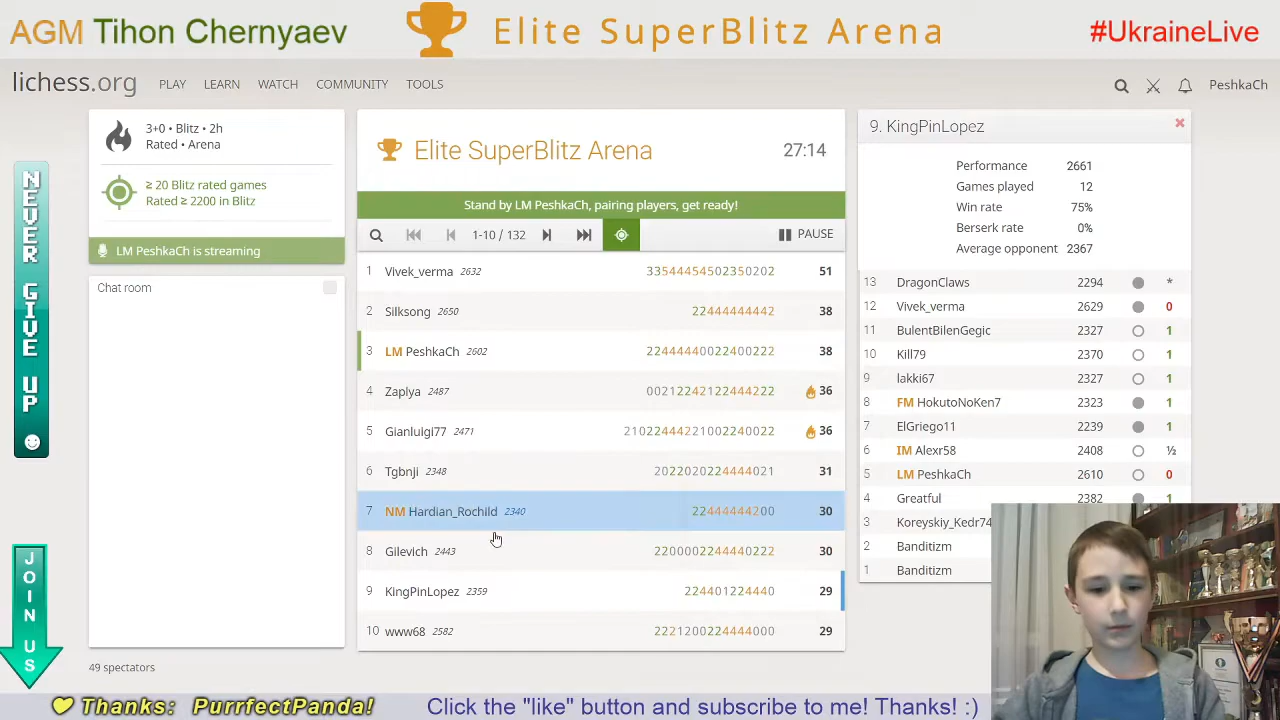 AGM Tihon Chernyaev
Elite SuperBlitz Arena
#UkraineLive
lichess.org
PLAY
LEARN
WATCH
COMMUNITY
TOOLS
PeshkaCh
NEVER GIVE UP
JOIN US
3+0 • Blitz • 2h
Rated • Arena
≥ 20 Blitz rated games
Rated ≥ 2200 in Blitz
LM PeshkaCh is streaming
Chat room
49 spectators
Elite SuperBlitz Arena
27:14
Stand by LM PeshkaCh, pairing players, get ready!
1-10 / 132
PAUSE
1 Vivek_verma 2632 33544454502350202 51
2 Silksong 2650 22444444442 38
3 LM PeshkaCh 2602 22444440022400222 38
4 Zaplya 2487 00212242122444222 36
5 Gianluigi77 2471 21022444221002240022 36
6 Tgbnji 2348 2022020224444021 31
7 NM Hardian_Rochild 2340 22444444200 30
8 Gilevich 2443 2200002244440222 30
9 KingPinLopez 2359 224401224440 29
10 www68 2582 2221200224444000 29
9. KingPinLopez
Performance 2661
Games played 12
Win rate 75%
Berserk rate 0%
Average opponent 2367
13 DragonClaws 2294 *
12 Vivek_verma 2629 0
11 BulentBilenGegic 2327 1
10 Kill79 2370 1
9 lakki67 2327 1
8 FM HokutoNoKen7 2323 1
7 ElGriego11 2239 1
6 IM Alexr58 2408 ½
5 LM PeshkaCh 2610 0
4 Greatful 2382 1
3 Koreyskiy_Kedr74
2 Banditizm
1 Banditizm
Thanks: PurrfectPanda!
Click the "like" button and subscribe to me! Thanks! :)